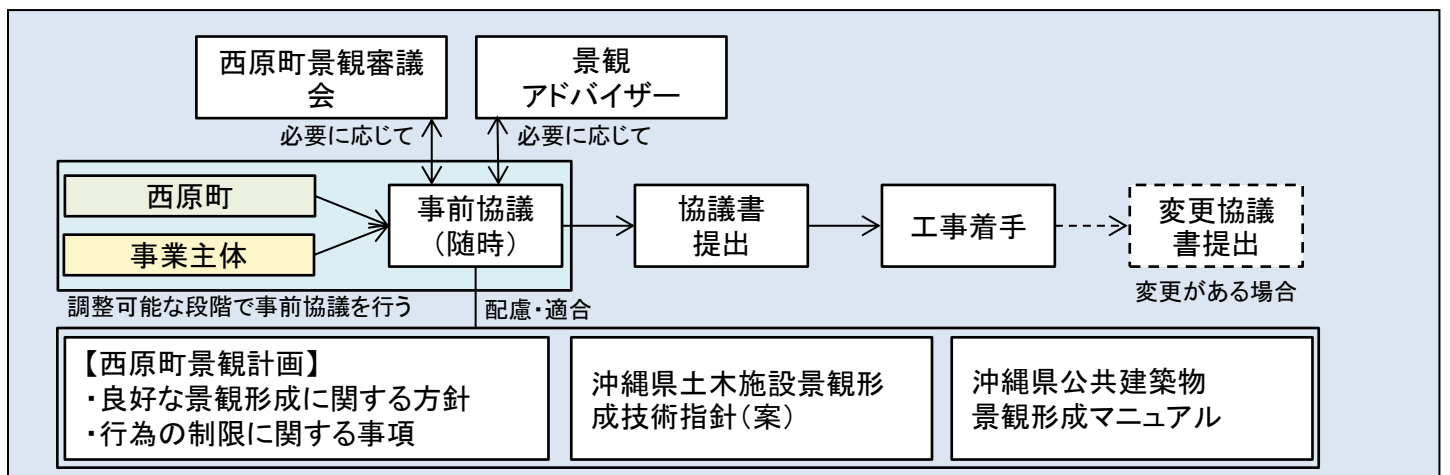 西原町景観審議
会
景観
アドバイザー
必要に応じて
必要に応じて
西原町
事業主体
事前協議
（随時）
協議書
提出
工事着手
変更協議
書提出
調整可能な段階で事前協議を行う
配慮・適合
変更がある場合
【西原町景観計画】
・良好な景観形成に関する方針
・行為の制限に関する事項
沖縄県土木施設景観形
成技術指針（案）
沖縄県公共建築物
景観形成マニュアル